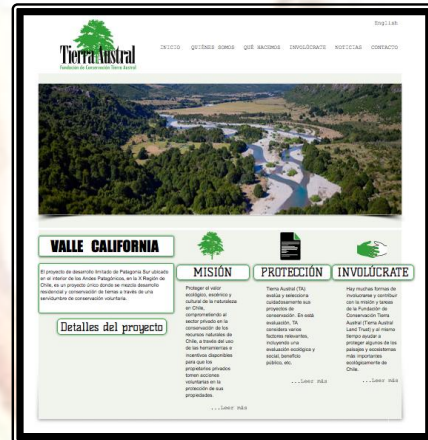 English
Tierra Austral
Fundación de Conservación Tierra Austral
INICIO QUIÉNES SOMOS QUÉ HACEMOS INVOLÚCRATE NOTICIAS CONTACTO
VALLE CALIFORNIA
El proyecto de desarrollo limitado de Patagonia Sur ubicado
en el interior de los Andes Patagónicos, en la X Región de
Chile, es un proyecto único donde se mezcla desarrollo
residencial y conservación de tierras a través de una
servidumbre de conservación voluntaria.
Detalles del proyecto
MISIÓN
Proteger el valor
ecológico, escénico y
cultural de la naturaleza
en Chile,
comprometiendo al
sector privado en la
conservación de los
recursos naturales de
Chile, a través del uso
de las herramientas e
incentivos disponibles
para que los
propietarios privados
tomen acciones
voluntarias en la
protección de sus
propiedades.
...Leer más
PROTECCIÓN
Tierra Austral (TA)
evalúa y selecciona
cuidadosamente sus
proyectos de
conservación. En está
evaluación, TA
considera varios
factores relevantes,
incluyendo una
evaluación ecológica y
social, beneficio
público, etc.
...Leer más
INVOLÚCRATE
Hay muchas formas de
involucrarse y contribuir
con la misión y tareas
de la Fundación de
Conservación Tierra
Austral (Tierra Austral
Land Trust) y al mismo
tiempo ayudar a
proteger algunos de los
paisajes y ecosistemas
más importantes
ecológicamente de
Chile.
...Leer más